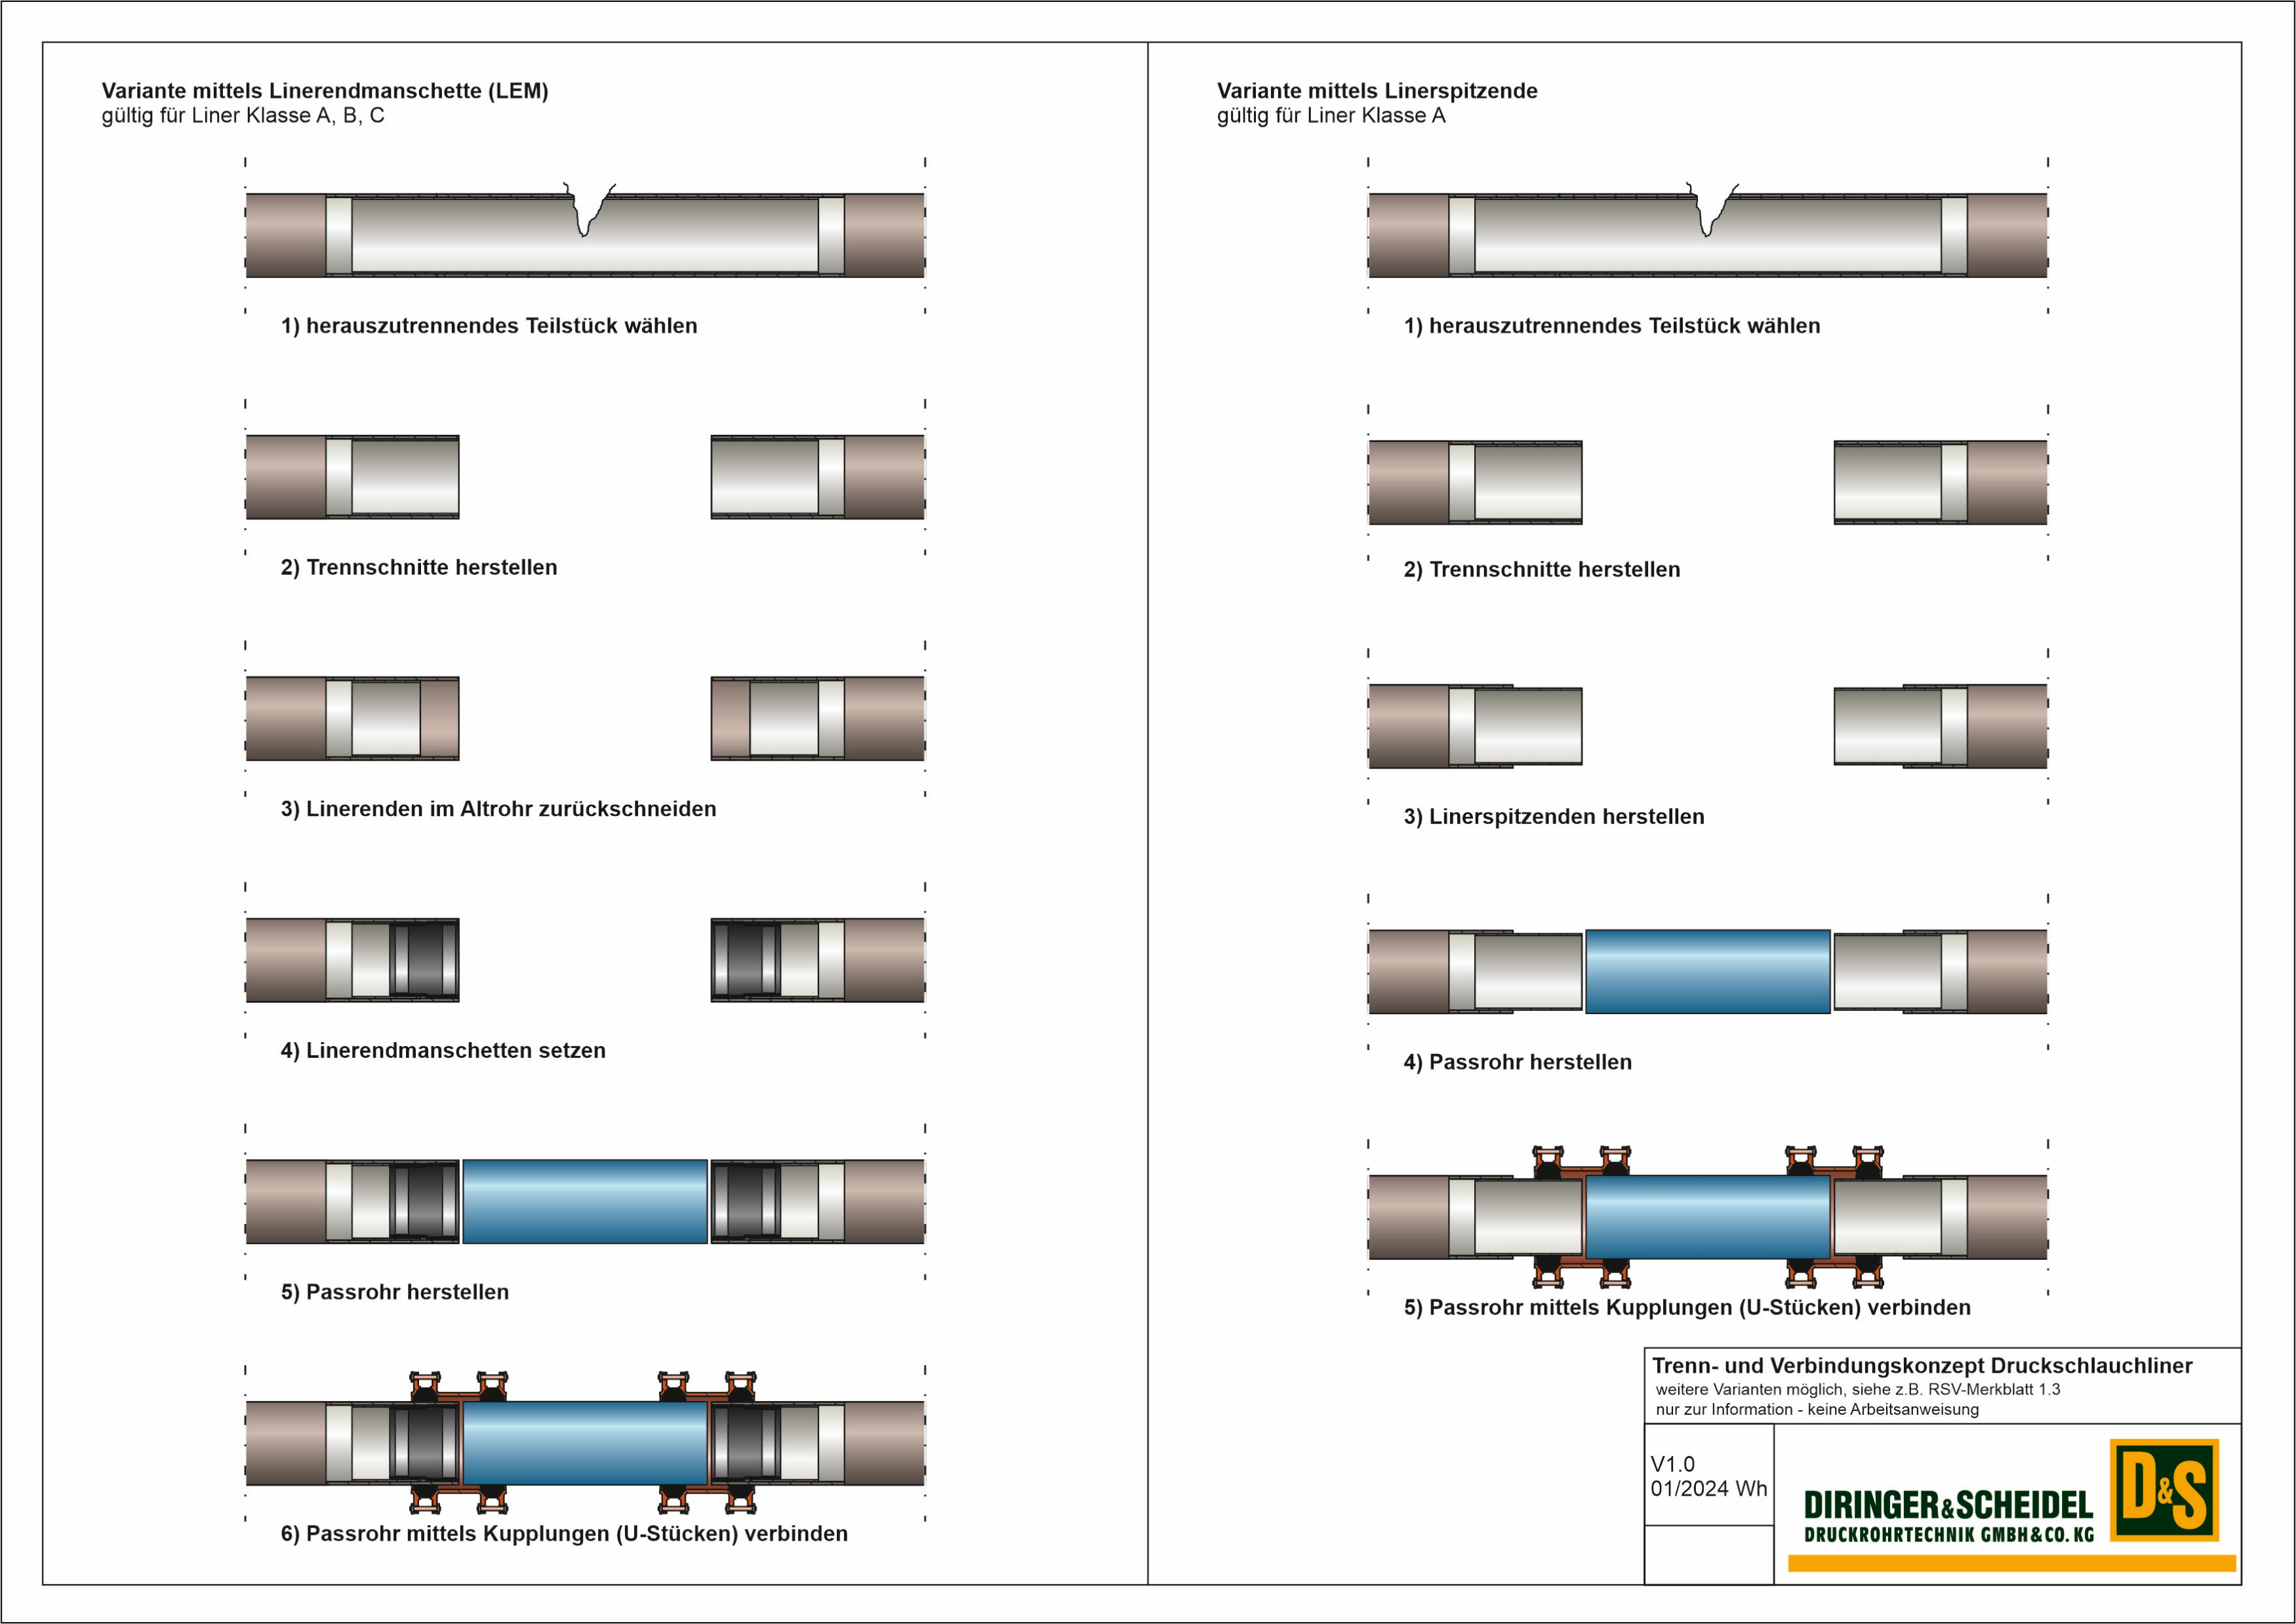 Variante mittels Linerendmanschette (LEM)
gültig für Liner Klasse A, B, C
1) herauszutrennendes Teilstück wählen
2) Trennschnitte herstellen
3) Linerenden im Altrohr zurückschneiden
4) Linerendmanschetten setzen
5) Passrohr herstellen
6) Passrohr mittels Kupplungen (U-Stücken) verbinden
Variante mittels Linerspitzende
gültig für Liner Klasse A
1) herauszutrennendes Teilstück wählen
2) Trennschnitte herstellen
3) Linerspitzenden herstellen
4) Passrohr herstellen
5) Passrohr mittels Kupplungen (U-Stücken) verbinden
Trenn- und Verbindungskonzept Druckschlauchliner
weitere Varianten möglich, siehe z.B. RSV-Merkblatt 1.3
nur zur Information - keine Arbeitsanweisung
V1.0
01/2024 Wh
DIRINGER&SCHEIDEL
DRUCKROHRTECHNIK GMBH&CO. KG
D&S